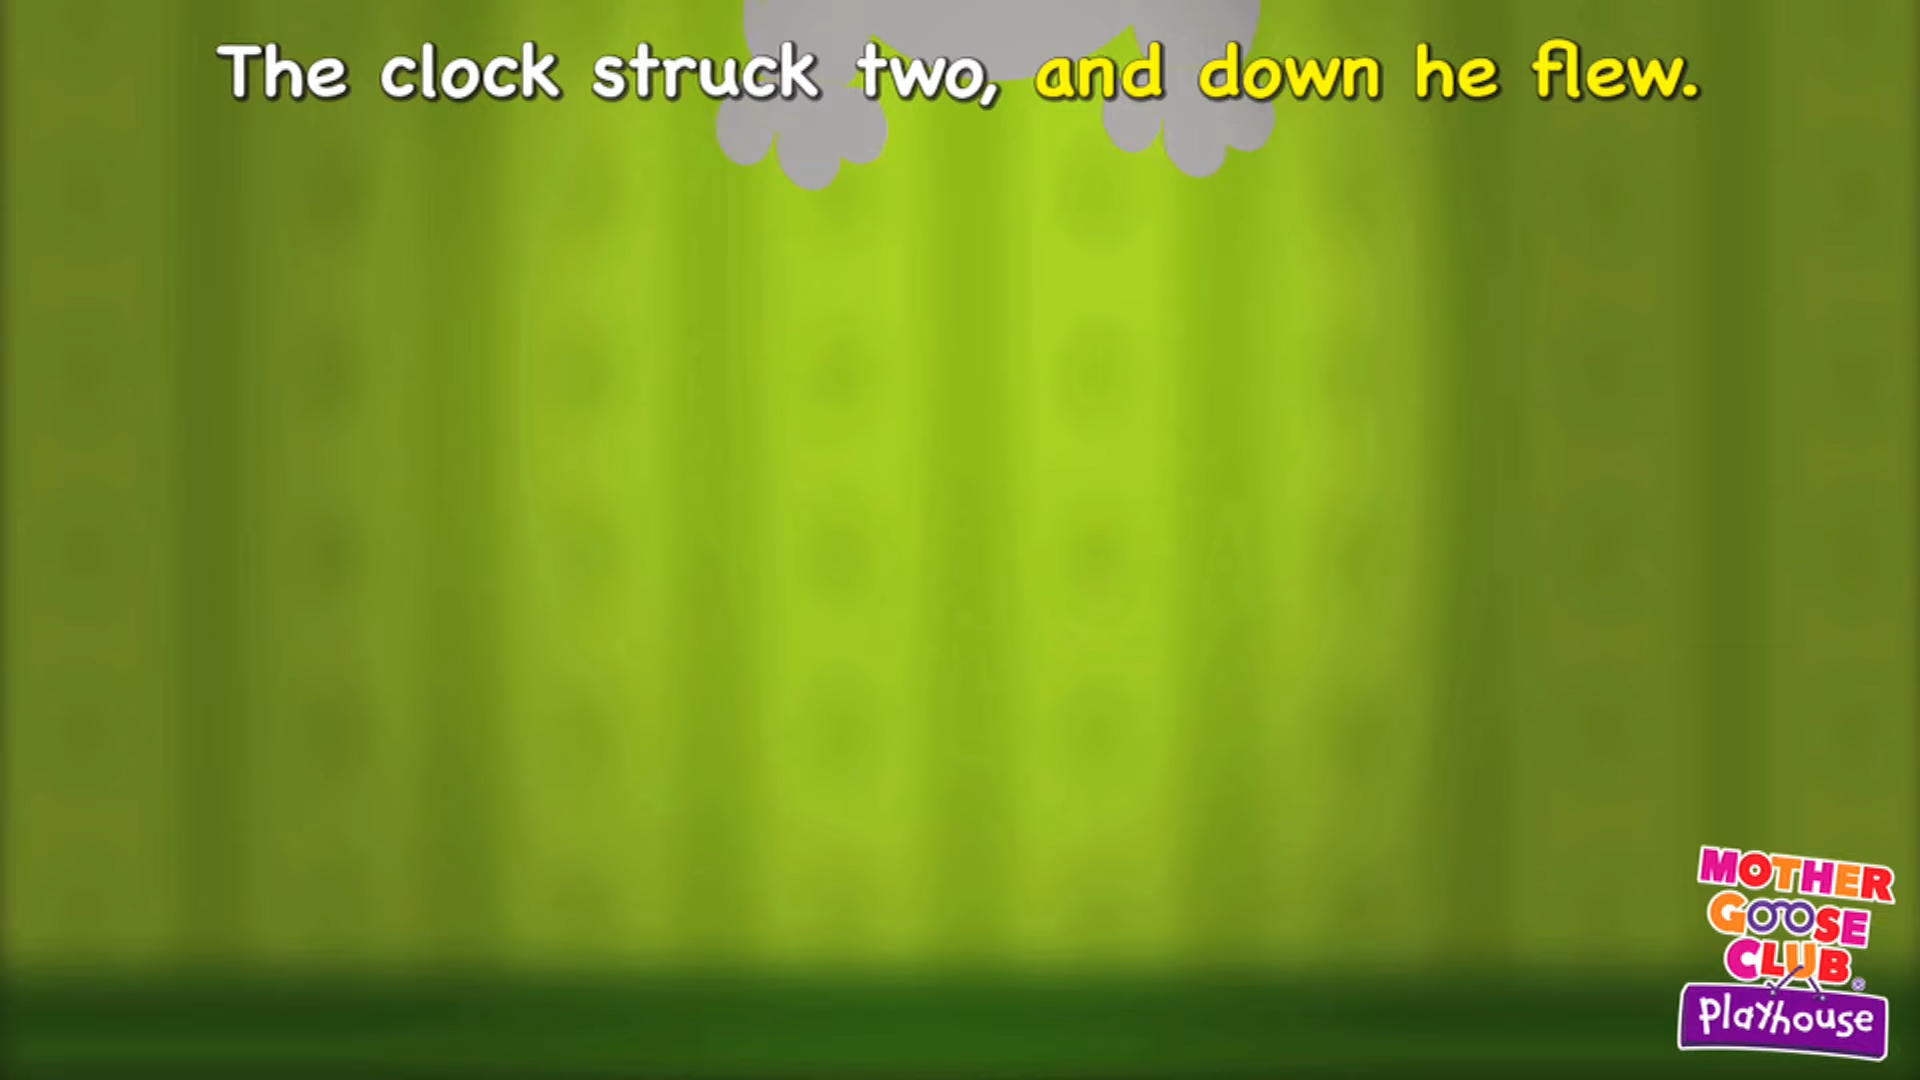 The clock struck two, and down he flew.
MOTHER
GOOSE
CLUB®
Playhouse